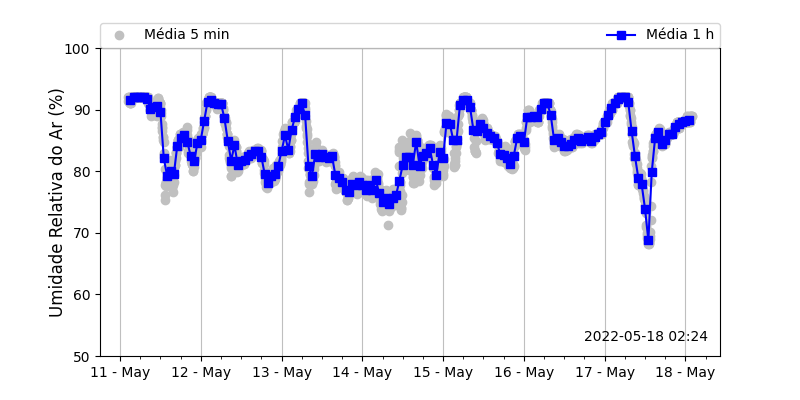 Média 5 min
Média 1 h
Umidade Relativa do Ar (%)
100
90
80
70
60
50
2022-05-18 02:24
11 - May
12 - May
13 - May
14 - May
15 - May
16 - May
17 - May
18 - May